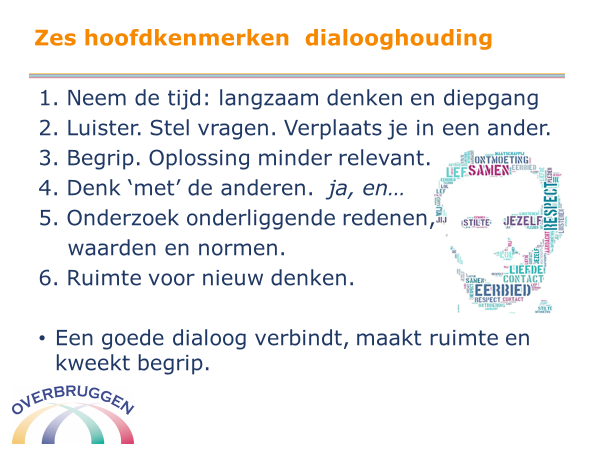 Zes hoofdkenmerken dialooghouding
1. Neem de tijd: langzaam denken en diepgang
2. Luister. Stel vragen. Verplaats je in een ander.
3. Begrip. Oplossing minder relevant.
4. Denk ‘met’ de anderen. ja, en…
5. Onderzoek onderliggende redenen,
waarden en normen.
6. Ruimte voor nieuw denken.
• Een goede dialoog verbindt, maakt ruimte en
kweekt begrip.
ONTMOETING
LIEF SAMEN EERBIED
RESPECT
STILTE JEZELF
LIEFDE
SAMEN CONTACT
EERBIED
RESPECT CONTACT
STILTE
OVERBRUGGEN